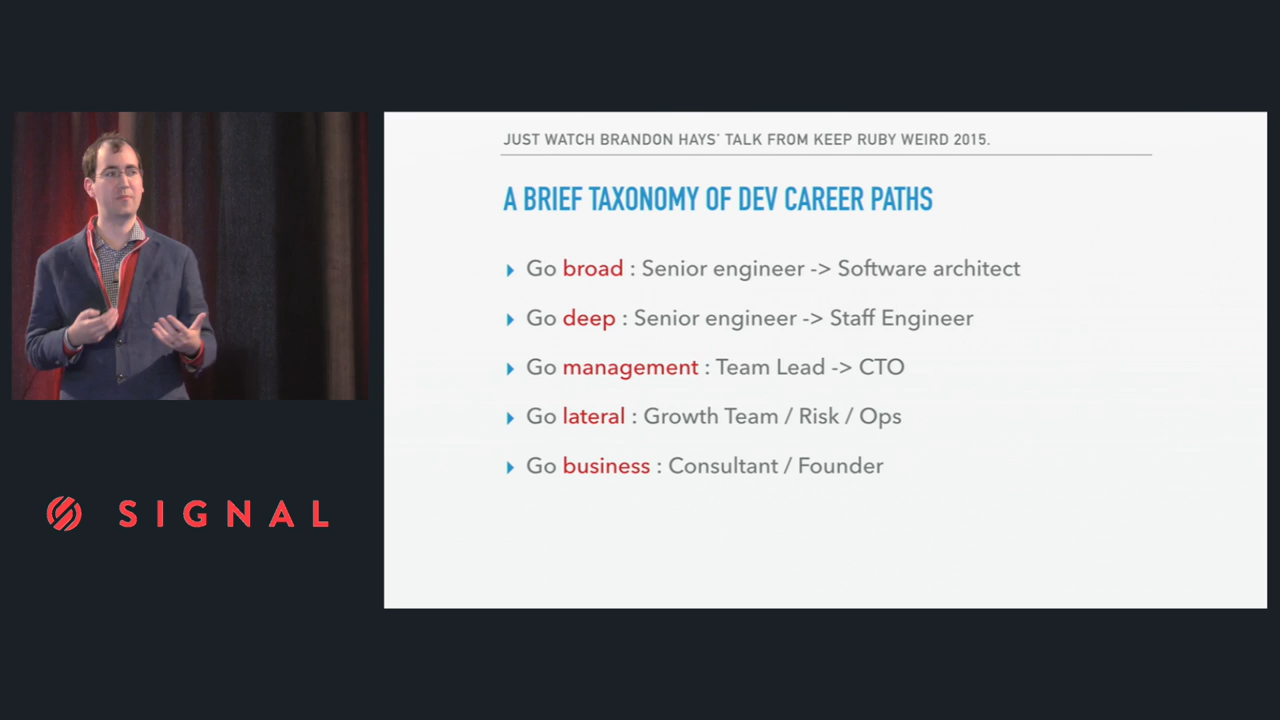 JUST WATCH BRANDON HAYS' TALK FROM KEEP RUBY WEIRD 2015.
A BRIEF TAXONOMY OF DEV CAREER PATHS
Go broad : Senior engineer -> Software architect
Go deep : Senior engineer -> Staff Engineer
Go management : Team Lead -> CTO
Go lateral : Growth Team / Risk / Ops
Go business : Consultant / Founder
SIGNAL